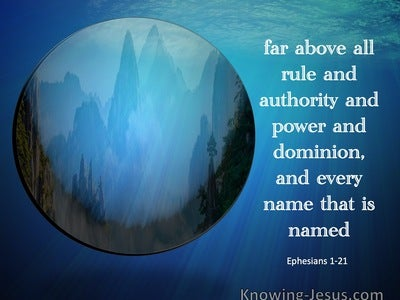 far above all
rule and
authority and
power and
dominion,
and every
name that is
named
Ephesians 1-21
Knowing-Jesus.com